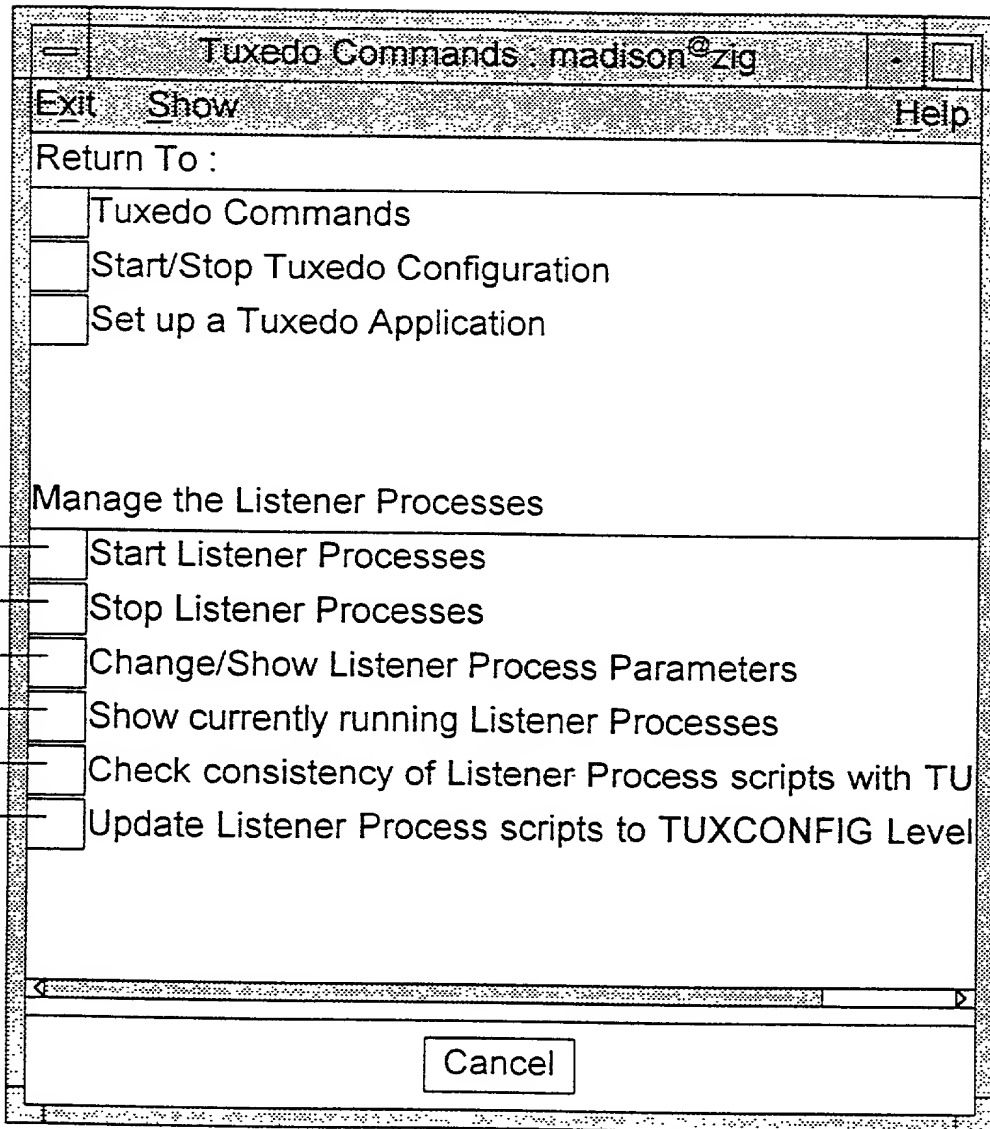 Tuxedo Commands : madison@zig
Exit Show Help
Return To :
Tuxedo Commands
Start/Stop Tuxedo Configuration
Set up a Tuxedo Application
Manage the Listener Processes
Start Listener Processes
Stop Listener Processes
Change/Show Listener Process Parameters
Show currently running Listener Processes
Check consistency of Listener Process scripts with TU
Update Listener Process scripts to TUXCONFIG Level
Cancel